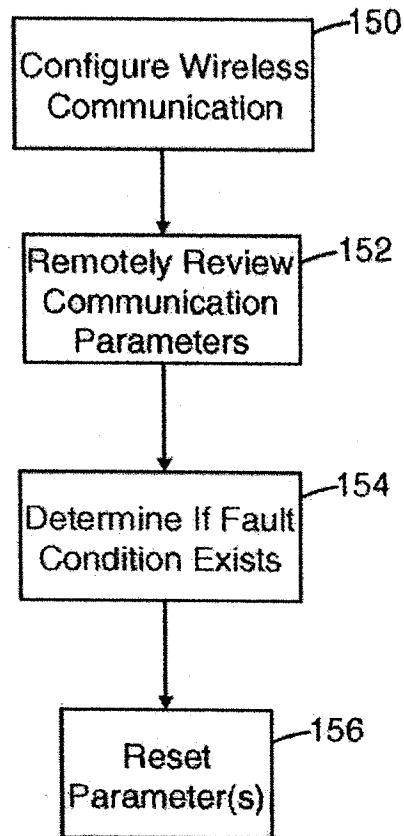 150
Configure Wireless
Communication
152
Remotely Review
Communication
Parameters
154
Determine If Fault
Condition Exists
156
Reset
Parameter(s)